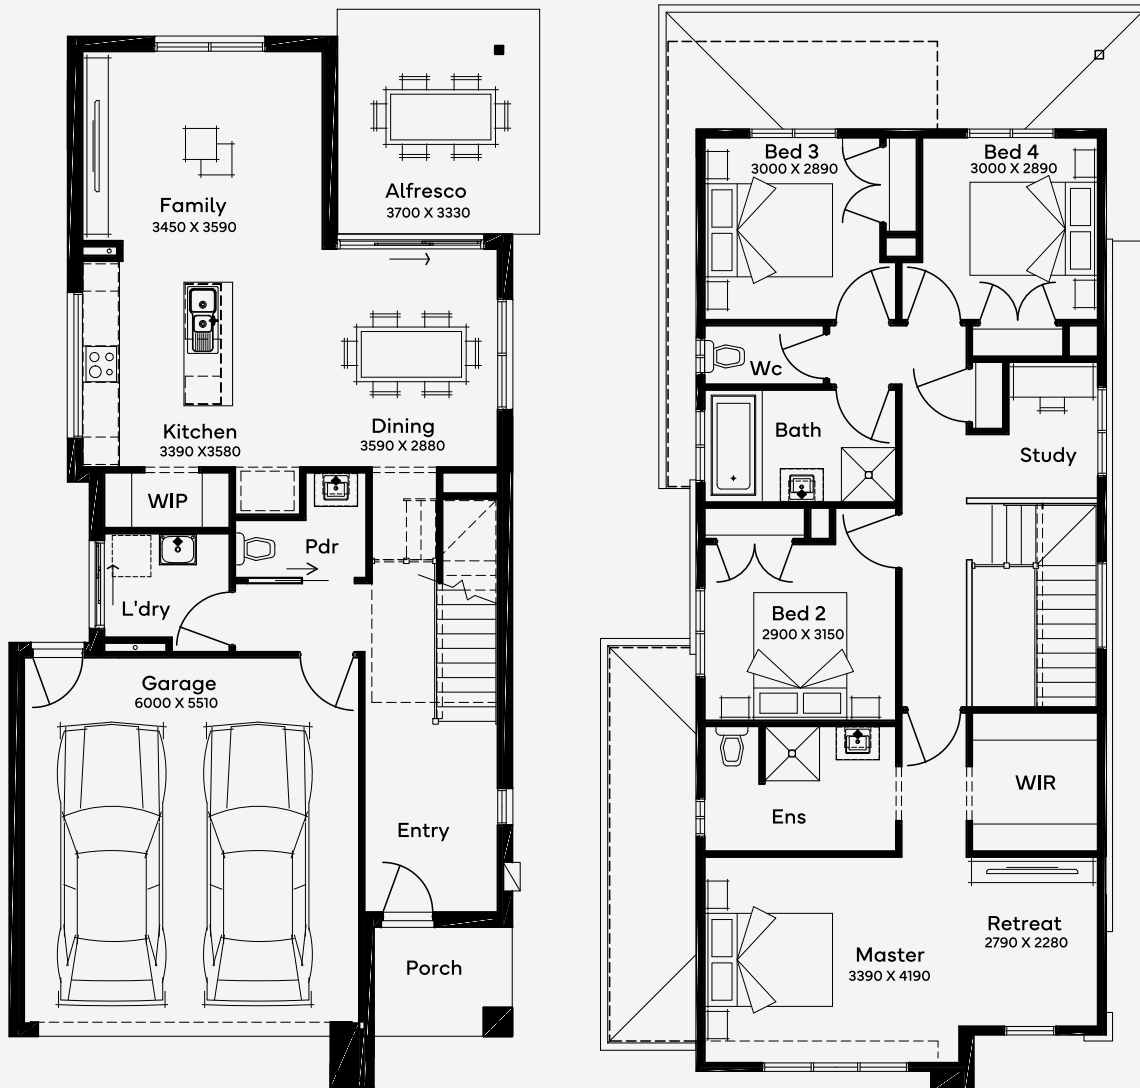 Family
3450 X 3590
Alfresco
3700 X 3330
Kitchen
3390 X3580
Dining
3590 X 2880
WIP
Pdr
L'dry
Garage
6000 X 5510
Entry
Porch
Bed 3
3000 X 2890
Bed 4
3000 X 2890
Wc
Bath
Study
Bed 2
2900 X 3150
Ens
WIR
Retreat
2790 X 2280
Master
3390 X 4190